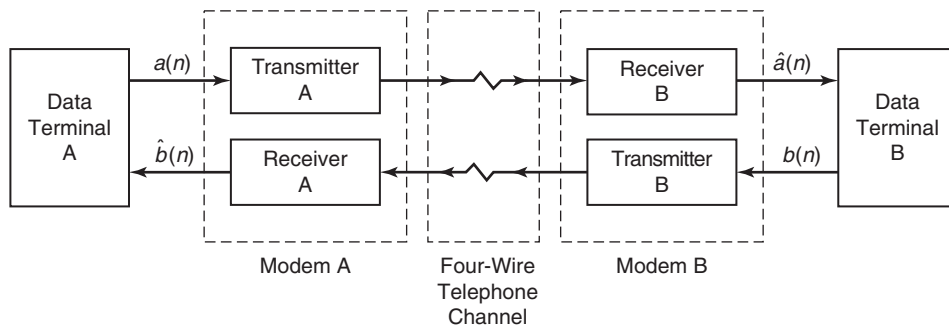 Data
Terminal
A
a(n)
Transmitter
A
Receiver
B
â(n)
Data
Terminal
B
b̂(n)
Receiver
A
Transmitter
B
b(n)
Modem A
Four-Wire
Telephone
Channel
Modem B